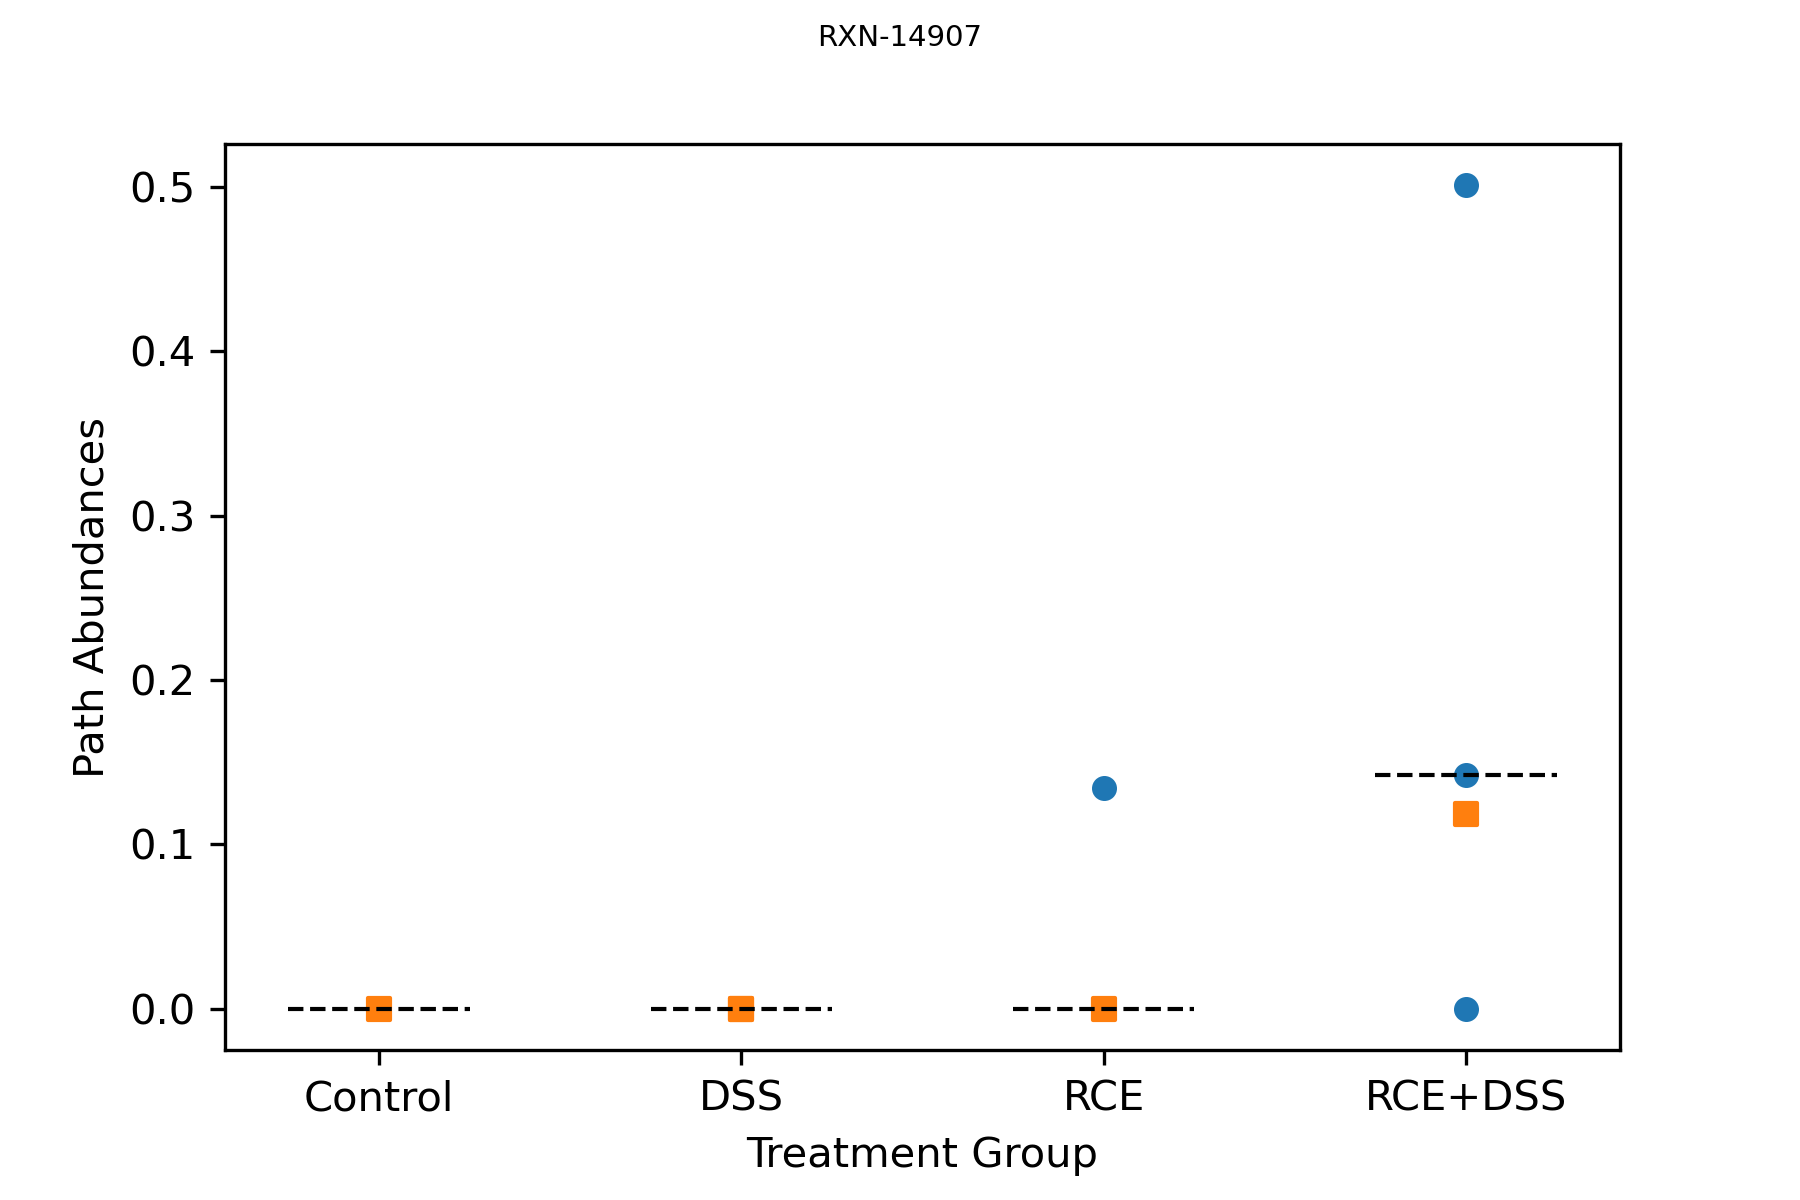 RXN-14907
0.5
0.4
0.3
0.2
0.1
0.0
Path Abundances
Control DSS RCE RCE+DSS
Treatment Group